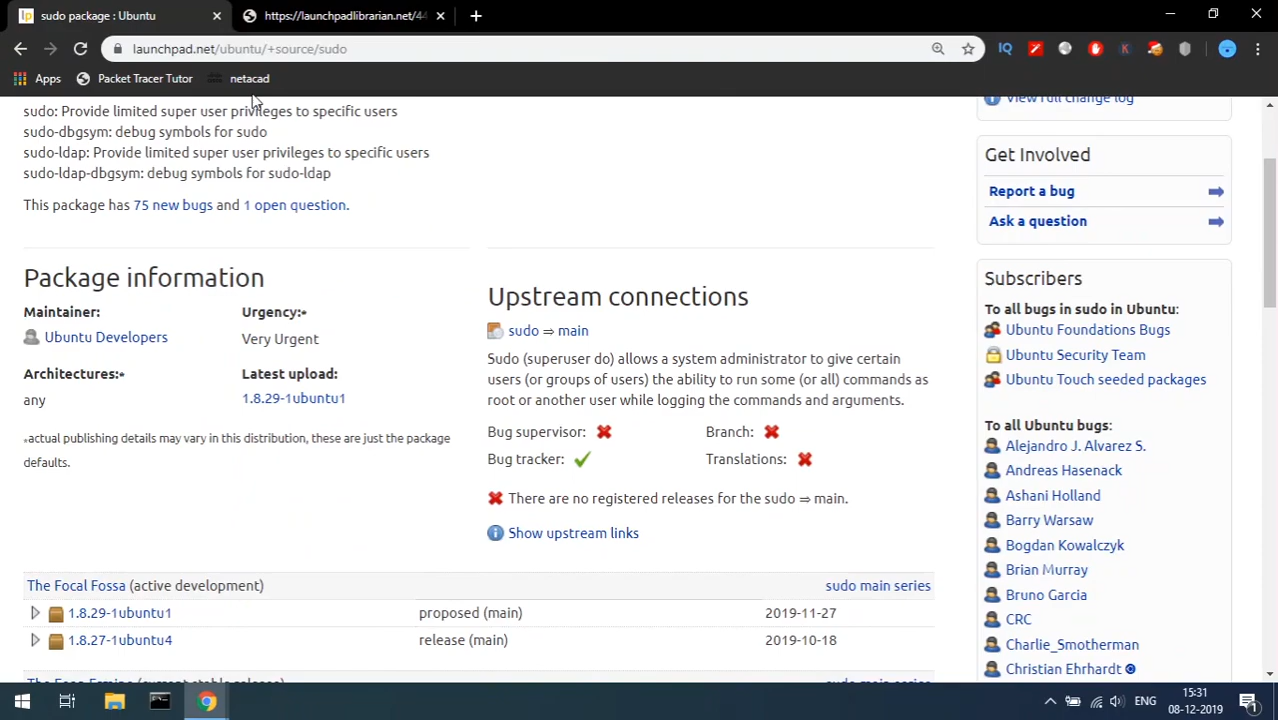 sudo package : Ubuntu
https://launchpadlibrarian.net/44
launchpad.net/ubuntu/+source/sudo
Apps
Packet Tracer Tutor
netacad
sudo: Provide limited super user privileges to specific users
sudo-dbgsym: debug symbols for sudo
sudo-ldap: Provide limited super user privileges to specific users
sudo-ldap-dbgsym: debug symbols for sudo-ldap
This package has 75 new bugs and 1 open question.
Package information
Maintainer:
Ubuntu Developers
Urgency:*
Very Urgent
Architectures:*
any
Latest upload:
1.8.29-1ubuntu1
*actual publishing details may vary in this distribution, these are just the package
defaults.
Upstream connections
sudo ⇒ main
Sudo (superuser do) allows a system administrator to give certain
users (or groups of users) the ability to run some (or all) commands as
root or another user while logging the commands and arguments.
Bug supervisor:
Branch:
Bug tracker:
Translations:
There are no registered releases for the sudo ⇒ main.
Show upstream links
The Focal Fossa (active development)
sudo main series
1.8.29-1ubuntu1
proposed (main)
2019-11-27
1.8.27-1ubuntu4
release (main)
2019-10-18
The Eoan Ermine (current stable release)
sudo main series
View full change log
Get Involved
Report a bug
Ask a question
Subscribers
To all bugs in sudo in Ubuntu:
Ubuntu Foundations Bugs
Ubuntu Security Team
Ubuntu Touch seeded packages
To all Ubuntu bugs:
Alejandro J. Alvarez S.
Andreas Hasenack
Ashani Holland
Barry Warsaw
Bogdan Kowalczyk
Brian Murray
Bruno Garcia
CRC
Charlie_Smotherman
Christian Ehrhardt
ENG
15:31
08-12-2019